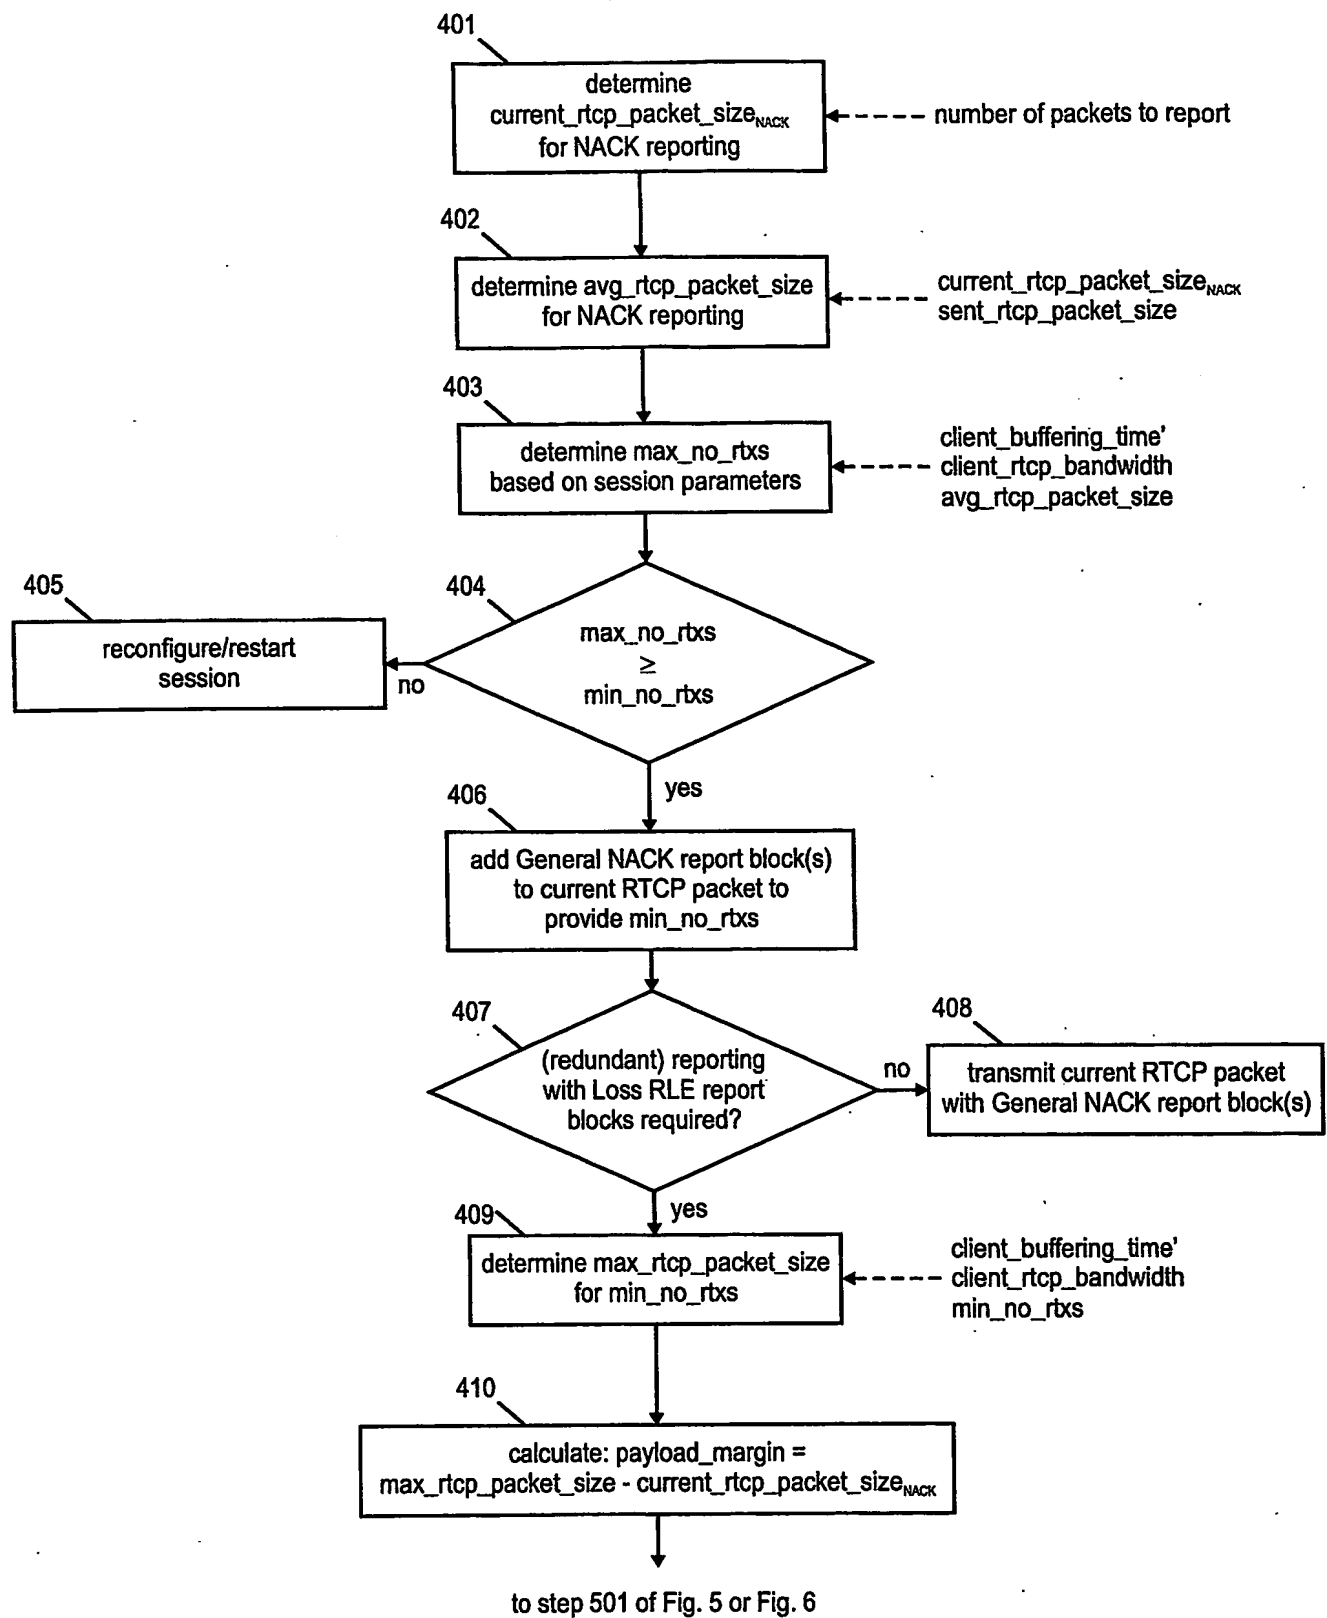 401
determine
current_rtcp_packet_size_NACK
for NACK reporting
number of packets to report
402
determine avg_rtcp_packet_size
for NACK reporting
current_rtcp_packet_size_NACK
sent_rtcp_packet_size
403
determine max_no_rtxs
based on session parameters
client_buffering_time'
client_rtcp_bandwidth
avg_rtcp_packet_size
404
max_no_rtxs
≥
min_no_rtxs
405
reconfigure/restart
session
no
yes
406
add General NACK report block(s)
to current RTCP packet to
provide min_no_rtxs
407
(redundant) reporting
with Loss RLE report
blocks required?
no
408
transmit current RTCP packet
with General NACK report block(s)
yes
409
determine max_rtcp_packet_size
for min_no_rtxs
client_buffering_time'
client_rtcp_bandwidth
min_no_rtxs
410
calculate: payload_margin =
max_rtcp_packet_size - current_rtcp_packet_size_NACK
to step 501 of Fig. 5 or Fig. 6